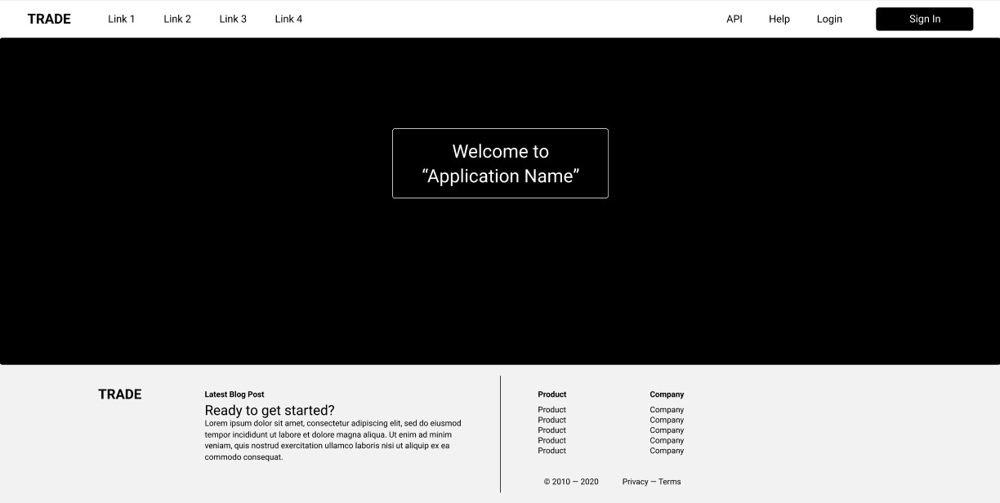 TRADE Link 1 Link 2 Link 3 Link 4 API Help Login Sign In
Welcome to
“Application Name”
TRADE
Latest Blog Post
Ready to get started?
Lorem ipsum dolor sit amet, consectetur adipiscing elit, sed do eiusmod
tempor incididunt ut labore et dolore magna aliqua. Ut enim ad minim
veniam, quis nostrud exercitation ullamco laboris nisi ut aliquip ex ea
commodo consequat.
Product
Product
Product
Product
Product
Product
Company
Company
Company
Company
Company
Company
© 2010 — 2020 Privacy — Terms